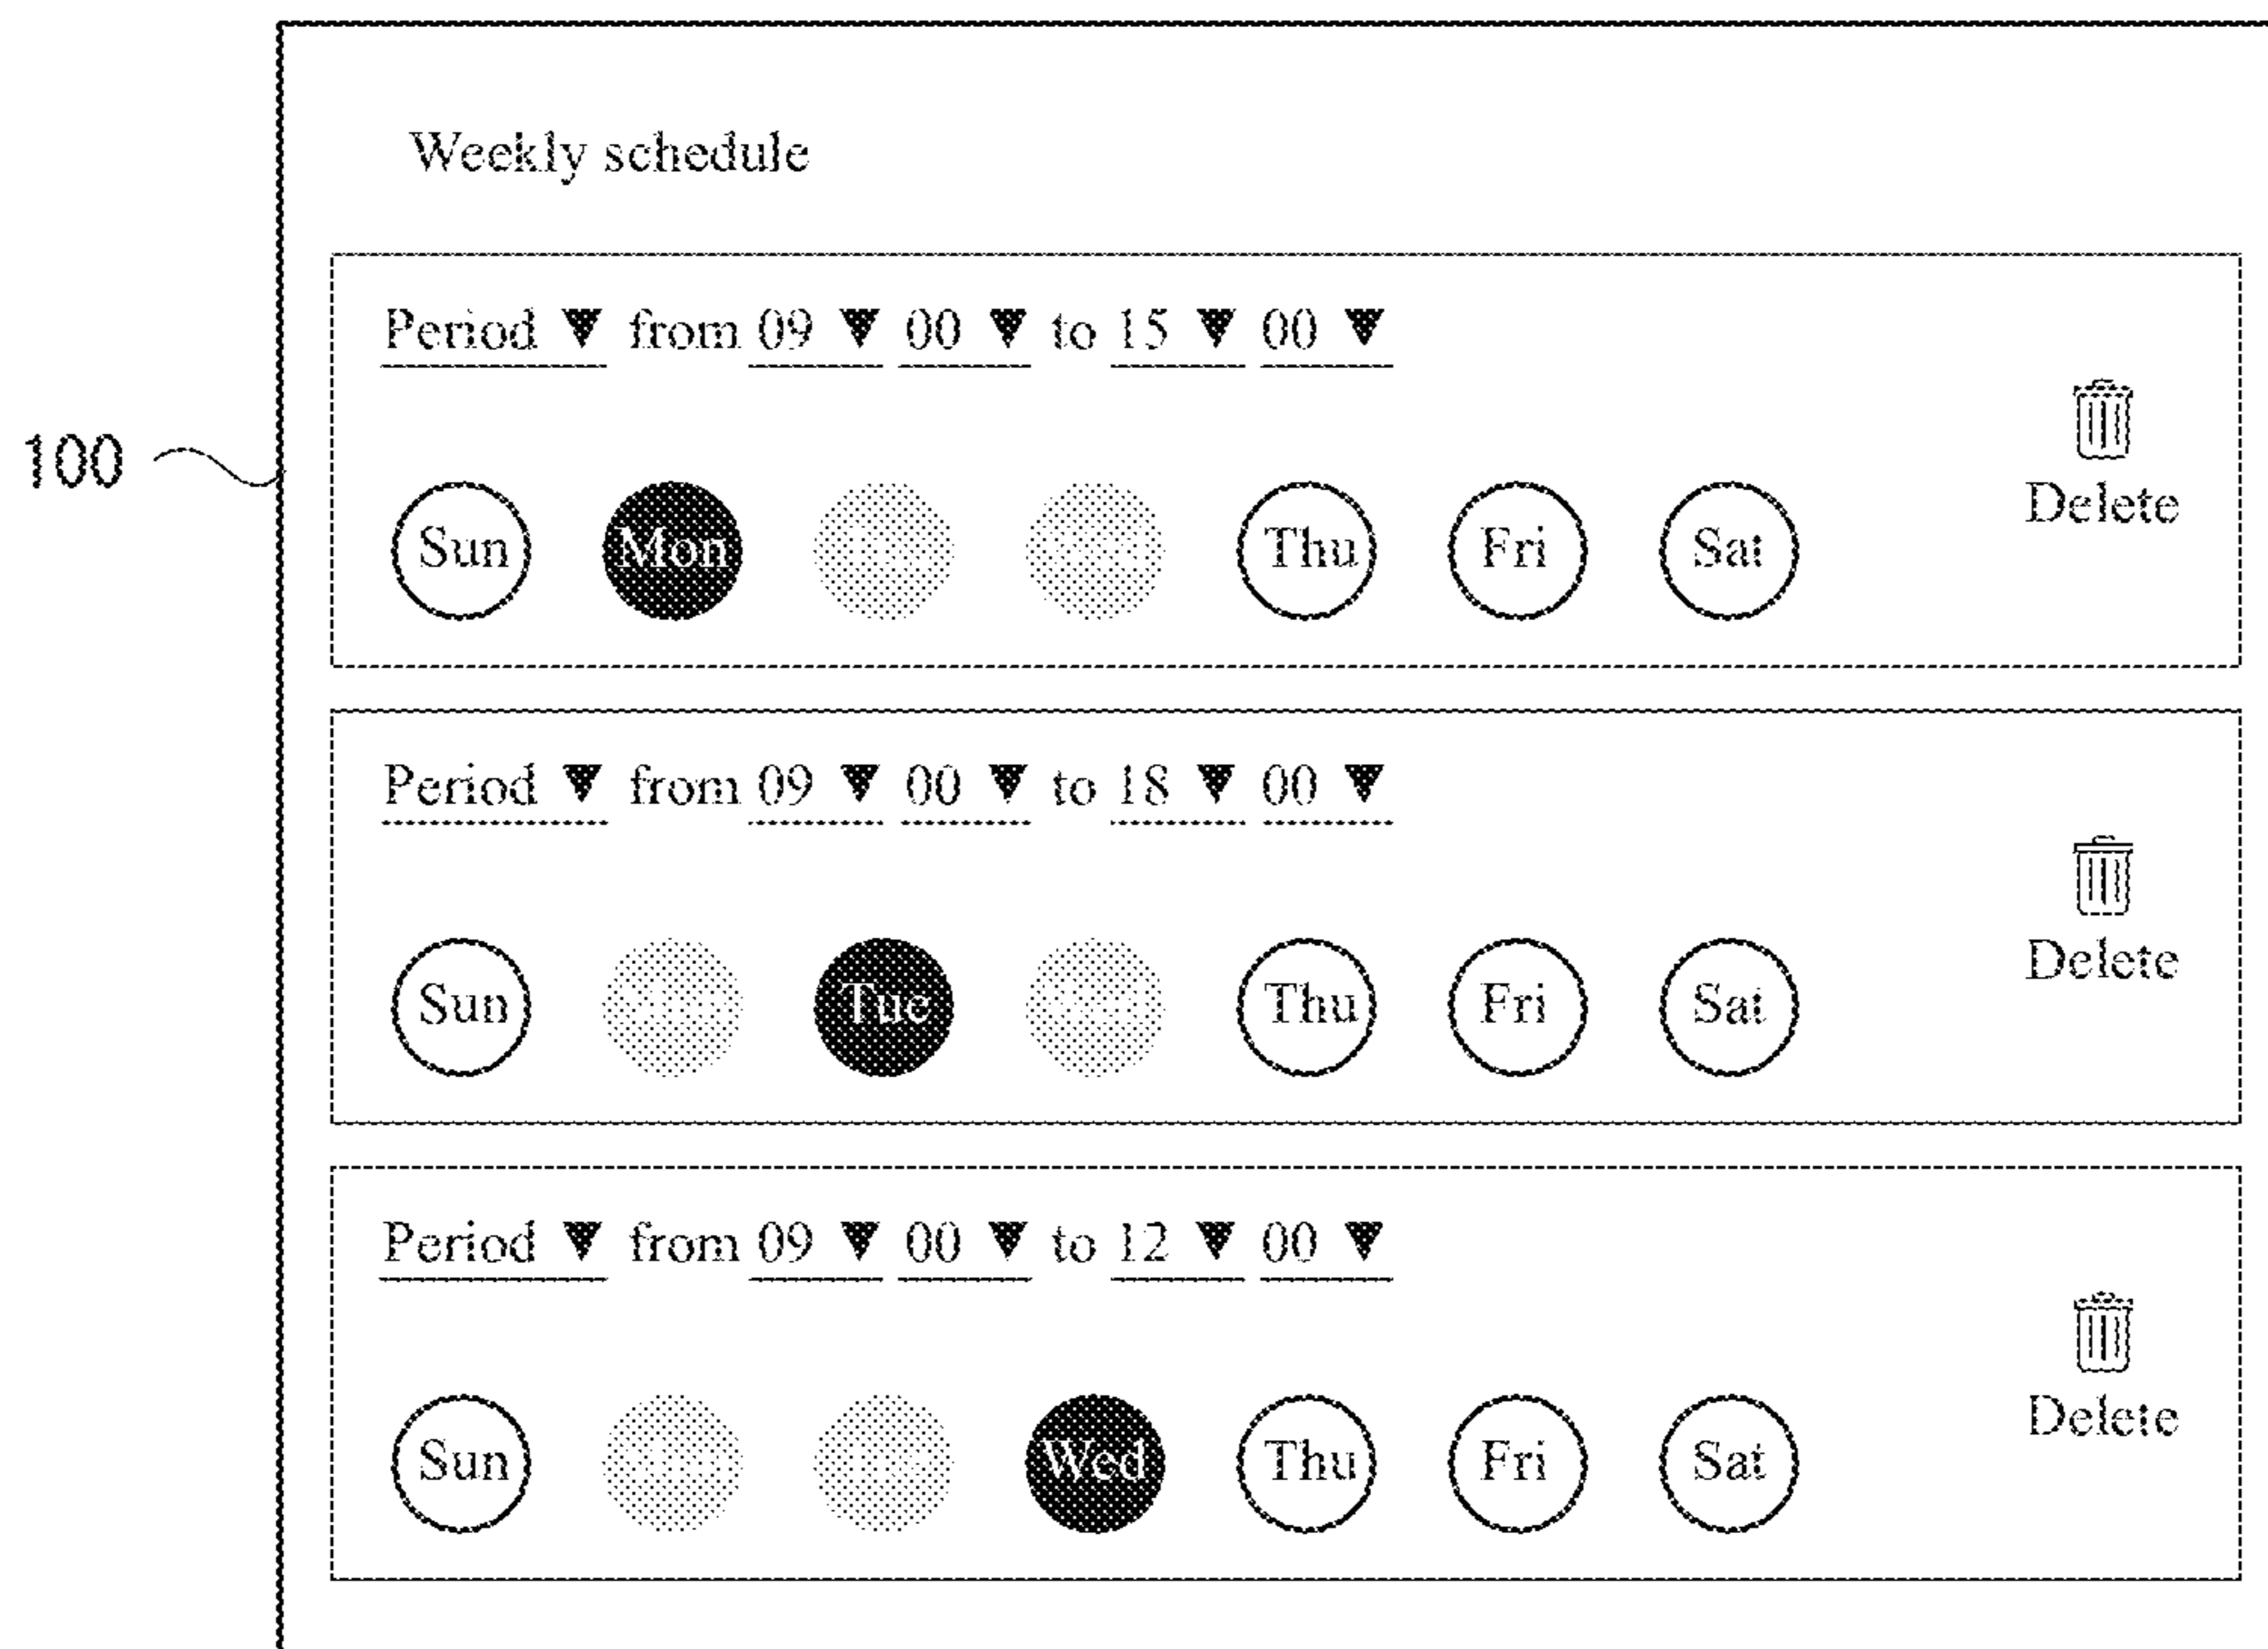 Weekly schedule
Period ▼ from 09 ▼ 00 ▼ to 15 ▼ 00 ▼
100
Delete
Sun Mon Thu Fri Sat
Period ▼ from 09 ▼ 00 ▼ to 18 ▼ 00 ▼
Delete
Sun Tue Thu Fri Sat
Period ▼ from 09 ▼ 00 ▼ to 12 ▼ 00 ▼
Delete
Sun Wed Thu Fri Sat